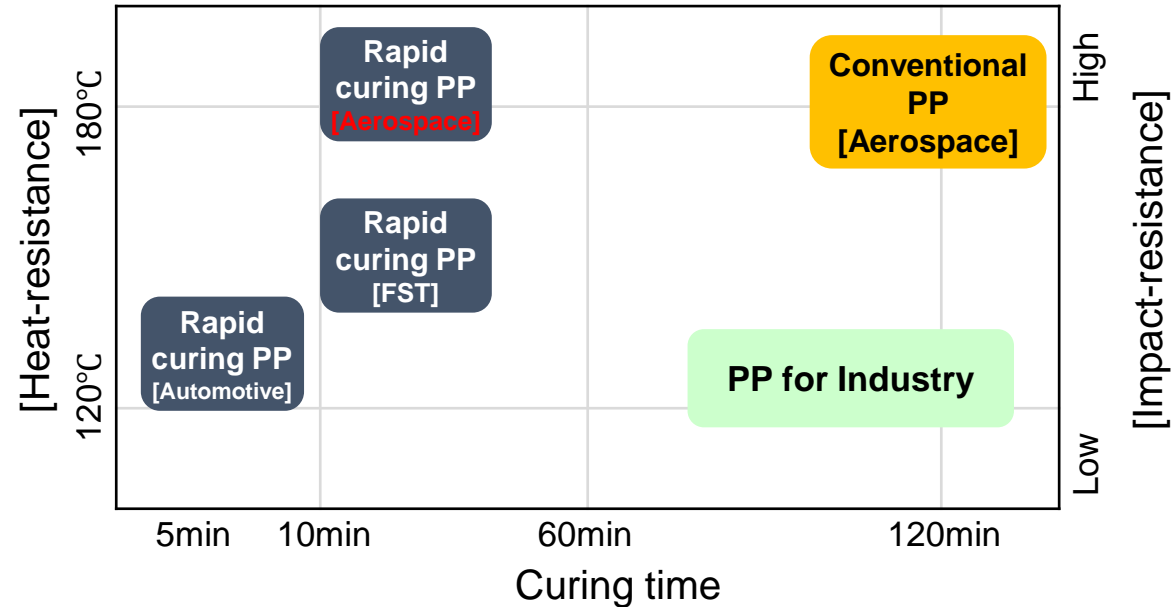 Rapid
curing PP
[Aerospace]
Conventional
PP
[Aerospace]
Rapid
curing PP
[FST]
Rapid
curing PP
[Automotive]
PP for Industry
[Heat-resistance]
180℃
120℃
High
Low
[Impact-resistance]
5min 10min 60min 120min
Curing time